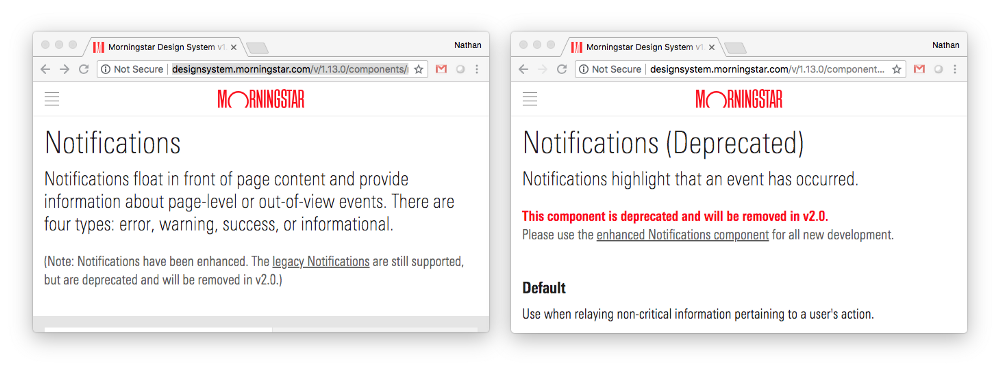 Morningstar Design System v1.
Nathan
Not Secure
designsystem.morningstar.com/v/1.13.0/components/
MORNINGSTAR
Notifications
Notifications float in front of page content and provide
information about page-level or out-of-view events. There are
four types: error, warning, success, or informational.
(Note: Notifications have been enhanced. The legacy Notifications are still supported,
but are deprecated and will be removed in v2.0.)
Morningstar Design System v1.
Nathan
Not Secure
designsystem.morningstar.com/v/1.13.0/component...
MORNINGSTAR
Notifications (Deprecated)
Notifications highlight that an event has occurred.
This component is deprecated and will be removed in v2.0.
Please use the enhanced Notifications component for all new development.
Default
Use when relaying non-critical information pertaining to a user's action.